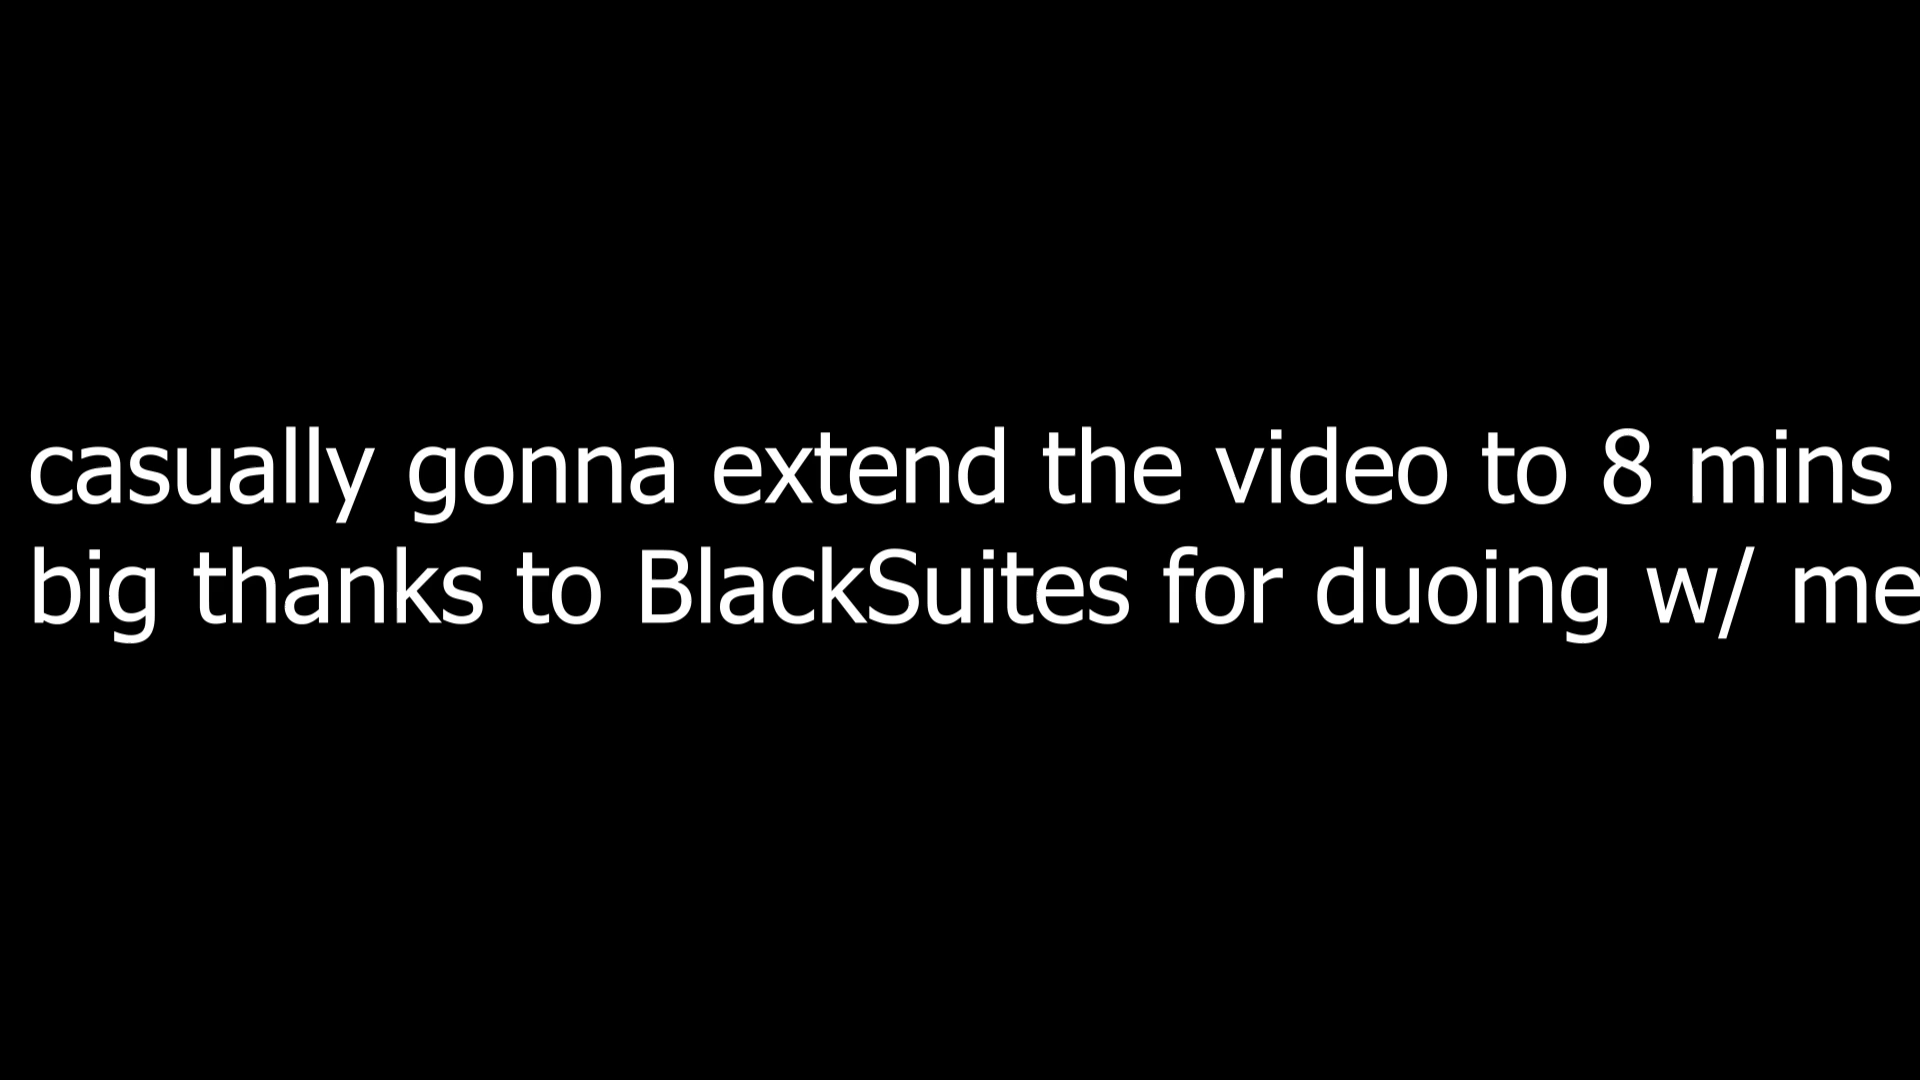 casually gonna extend the video to 8 mins
big thanks to BlackSuites for duoing w/ me